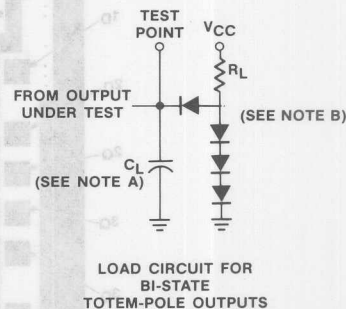 TEST
POINT
VCC
RL
FROM OUTPUT
UNDER TEST
(SEE NOTE B)
CL
(SEE NOTE A)
LOAD CIRCUIT FOR
BI-STATE
TOTEM-POLE OUTPUTS